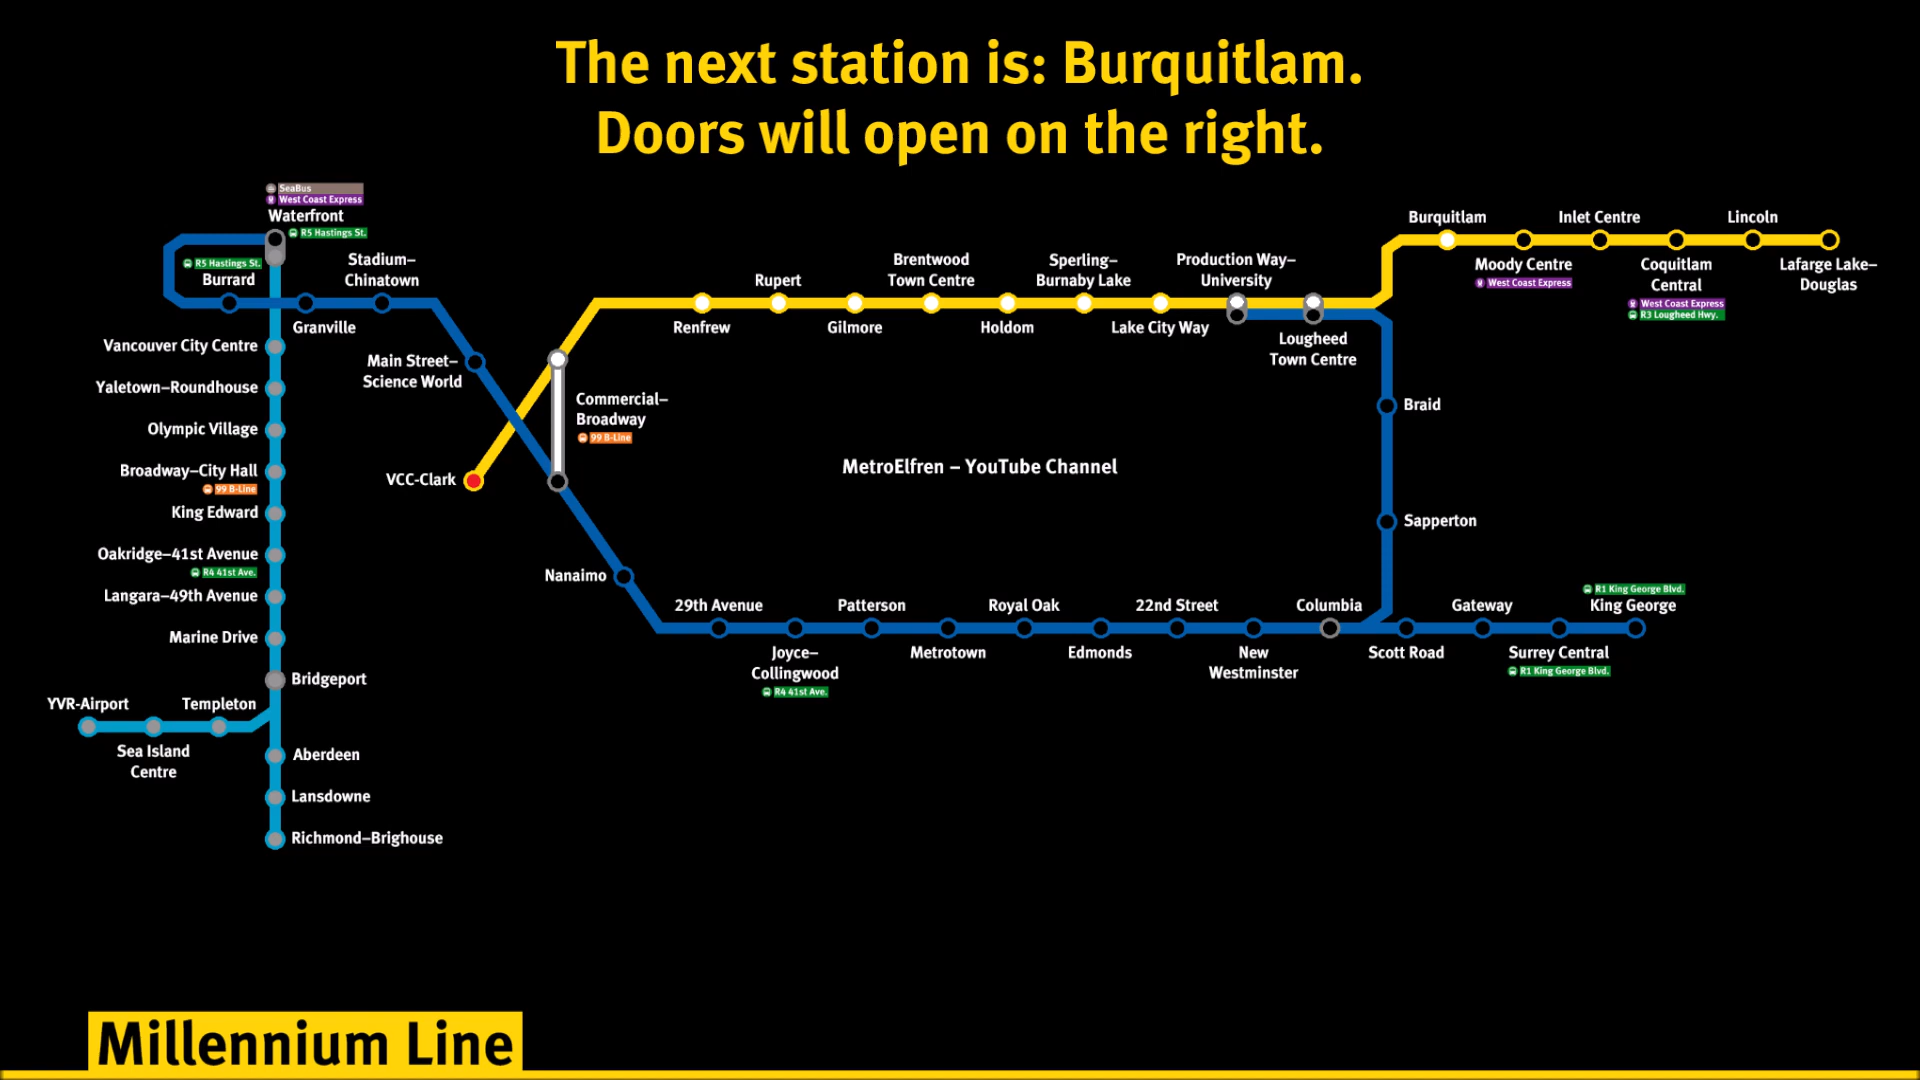 The next station is: Burquitlam.
Doors will open on the right.
SeaBus
West Coast Express
Waterfront
R5 Hastings St.
R5 Hastings St.
Burrard
Stadium–
Chinatown
Granville
Vancouver City Centre
Yaletown–Roundhouse
Olympic Village
Broadway–City Hall
99 B-Line
King Edward
Oakridge–41st Avenue
R4 41st Ave.
Langara–49th Avenue
Marine Drive
Bridgeport
YVR-Airport
Templeton
Sea Island
Centre
Aberdeen
Lansdowne
Richmond–Brighouse
Main Street–
Science World
VCC-Clark
Commercial–
Broadway
99 B-Line
Renfrew
Rupert
Gilmore
Brentwood
Town Centre
Holdom
Sperling–
Burnaby Lake
Lake City Way
Production Way–
University
Lougheed
Town Centre
Burquitlam
Moody Centre
West Coast Express
Inlet Centre
Coquitlam
Central
West Coast Express
R3 Lougheed Hwy.
Lincoln
Lafarge Lake–
Douglas
MetroElfren – YouTube Channel
Braid
Sapperton
Nanaimo
29th Avenue
Joyce–
Collingwood
R4 41st Ave.
Patterson
Metrotown
Royal Oak
Edmonds
22nd Street
New
Westminster
Columbia
Scott Road
Gateway
Surrey Central
R1 King George Blvd.
R1 King George Blvd.
King George
Millennium Line